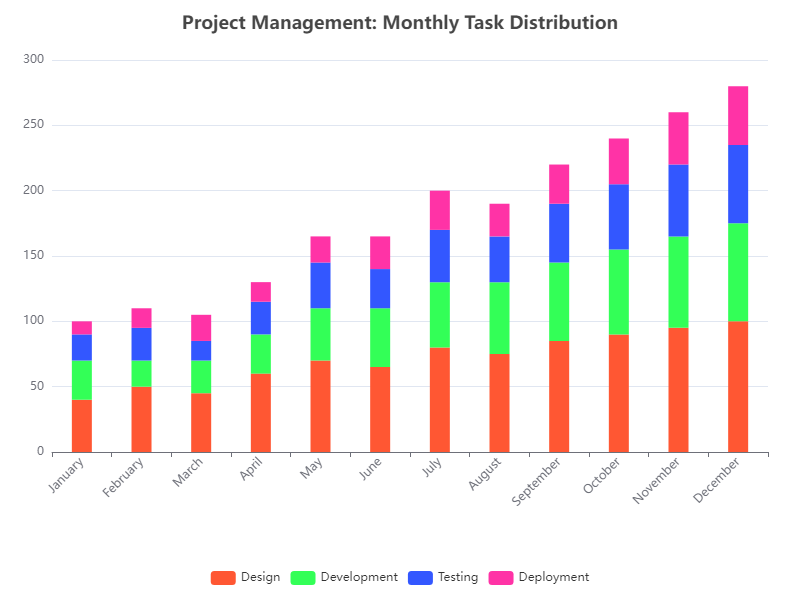 Project Management: Monthly Task Distribution
300
250
200
150
100
50
0
January February March April May June July August September October November December
Design Development Testing Deployment